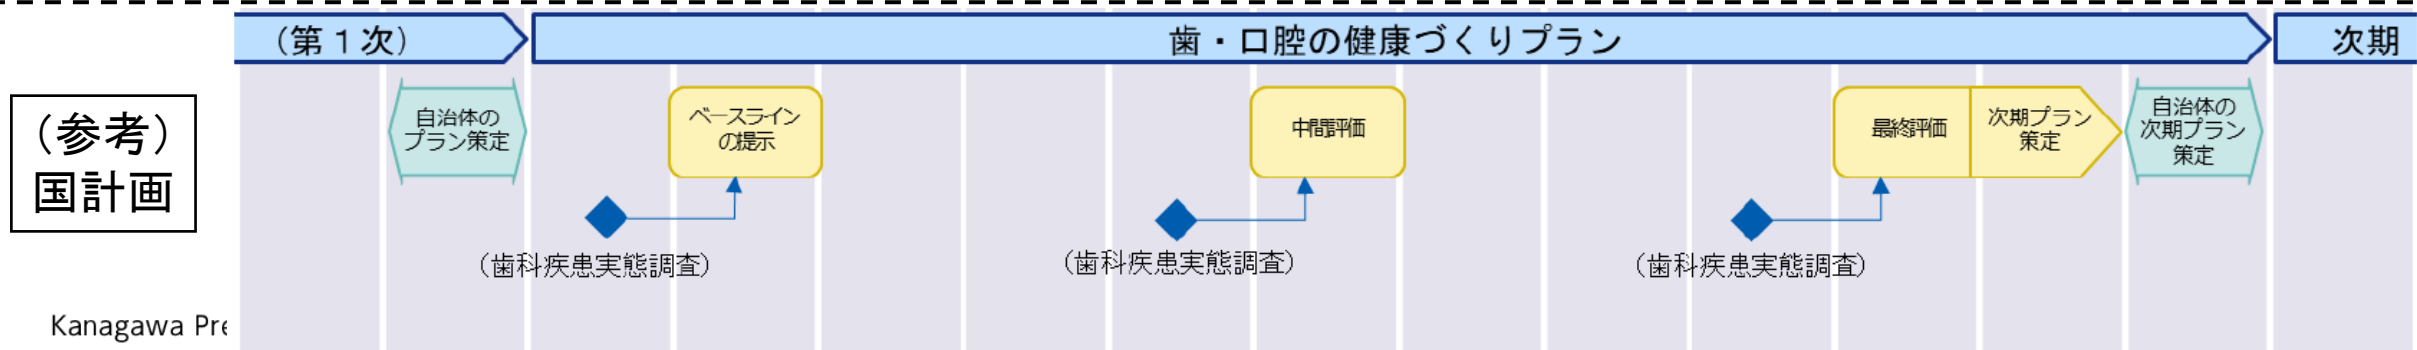 （第１次）
歯・口腔の健康づくりプラン
次期
（参考）
国計画
自治体の
プラン策定
ベースライン
の提示
中間評価
最終評価
次期プラン
策定
自治体の
次期プラン
策定
（歯科疾患実態調査）
（歯科疾患実態調査）
（歯科疾患実態調査）
Kanagawa Pre